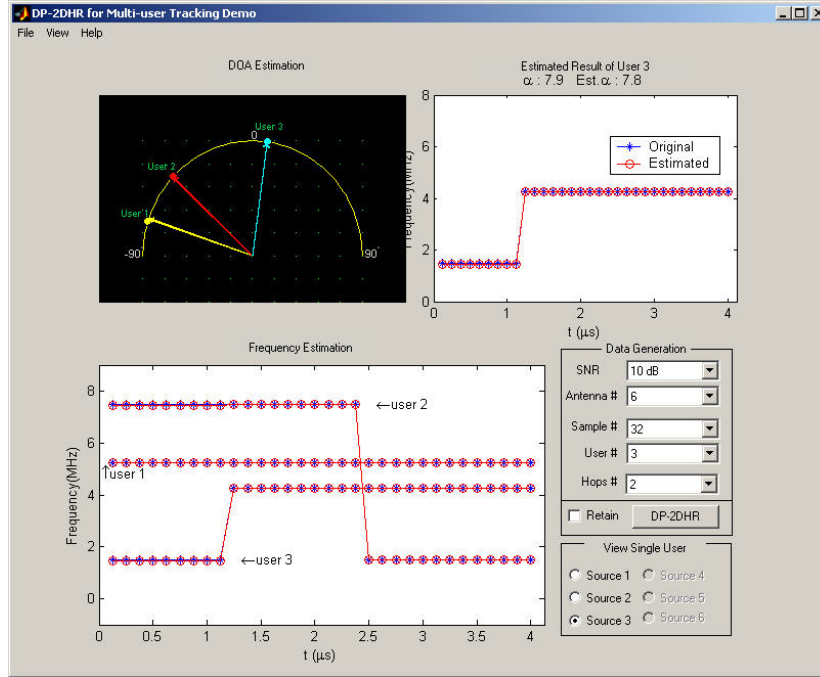 DP-2DHR for Multi-user Tracking Demo
File View Help
DOA Estimation
User 3
0
User 2
User 1
-90
90°
Estimated Result of User 3
α : 7.9 Est.α : 7.8
8
6
4
2
0
Frequency(MHz)
Original
Estimated
0 1 2 3 4
t (μs)
Frequency Estimation
8
6
4
2
0
Frequency(MHz)
←user 2
↑user 1
←user 3
0 0.5 1 1.5 2 2.5 3 3.5 4
t (μs)
Data Generation
SNR 10 dB
Antenna # 6
Sample # 32
User # 3
Hops # 2
Retain DP-2DHR
View Single User
Source 1 Source 4
Source 2 Source 5
Source 3 Source 6